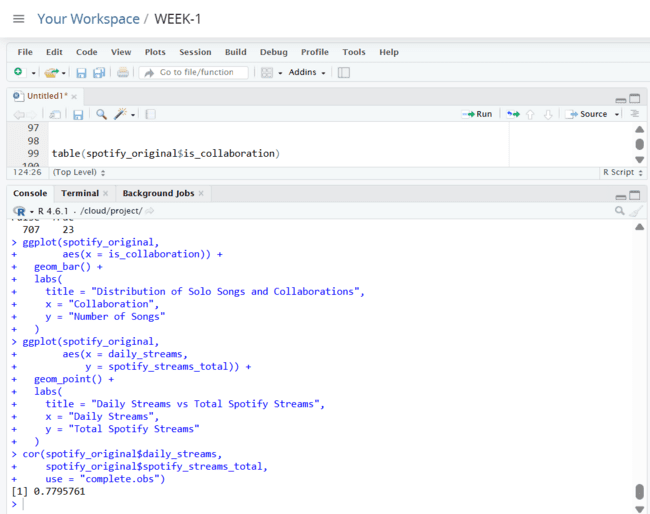 Your Workspace / WEEK-1
File Edit Code View Plots Session Build Debug Profile Tools Help
Go to file/function Addins
Untitled1*
Run Source
97
98
99 table(spotify_original$is_collaboration)
124:26 (Top Level) R Script
Console Terminal Background Jobs
R 4.6.1 . /cloud/project/
707 23
> ggplot(spotify_original,
+ aes(x = is_collaboration)) +
+ geom_bar() +
+ labs(
+ title = "Distribution of Solo Songs and Collaborations",
+ x = "Collaboration",
+ y = "Number of Songs"
+ )
> ggplot(spotify_original,
+ aes(x = daily_streams,
+ y = spotify_streams_total)) +
+ geom_point() +
+ labs(
+ title = "Daily Streams vs Total Spotify Streams",
+ x = "Daily Streams",
+ y = "Total Spotify Streams"
+ )
> cor(spotify_original$daily_streams,
+ spotify_original$spotify_streams_total,
+ use = "complete.obs")
[1] 0.7795761
>